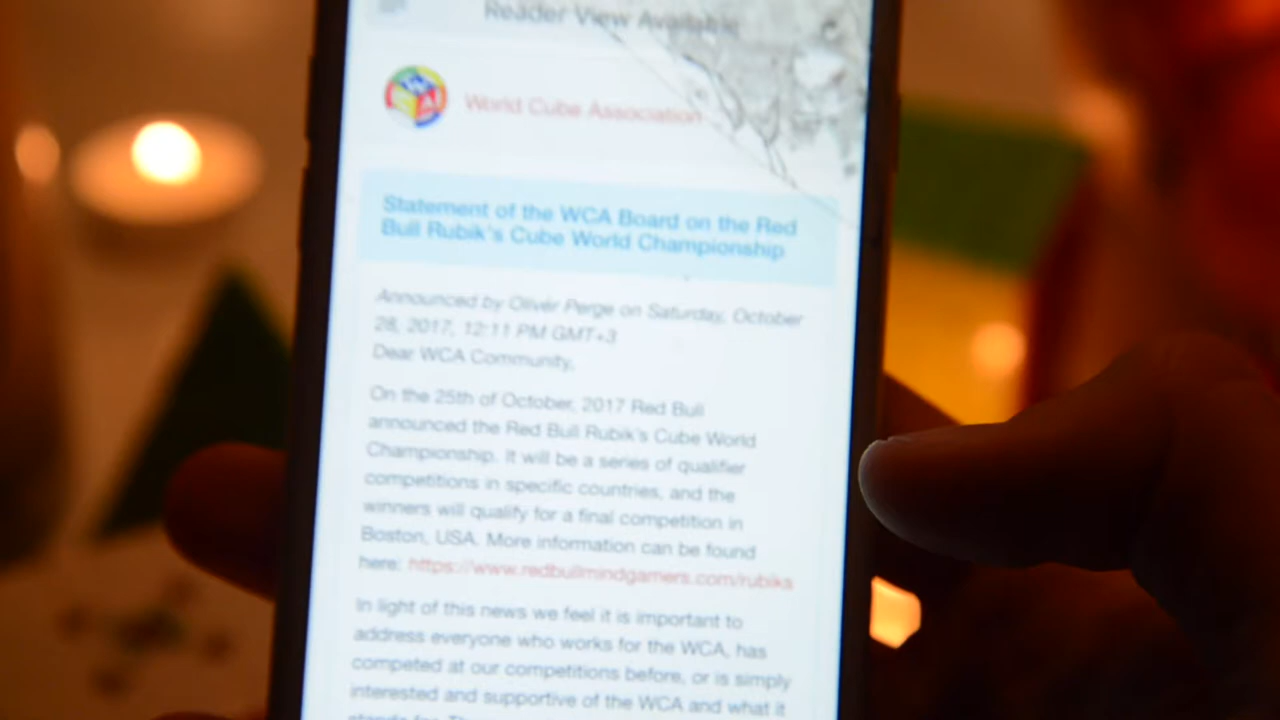 Reader View Available
World Cube Association
Statement of the WCA Board on the Red
Bull Rubik's Cube World Championship
Announced by Olivér Perge on Saturday, October
28, 2017, 12:11 PM GMT+3
Dear WCA Community,
On the 25th of October, 2017 Red Bull
announced the Red Bull Rubik's Cube World
Championship. It will be a series of qualifier
competitions in specific countries, and the
winners will qualify for a final competition in
Boston, USA. More information can be found
here: https://www.redbullmindgamers.com/rubiks
In light of this news we feel it is important to
address everyone who works for the WCA, has
competed at our competitions before, or is simply
interested and supportive of the WCA and what it